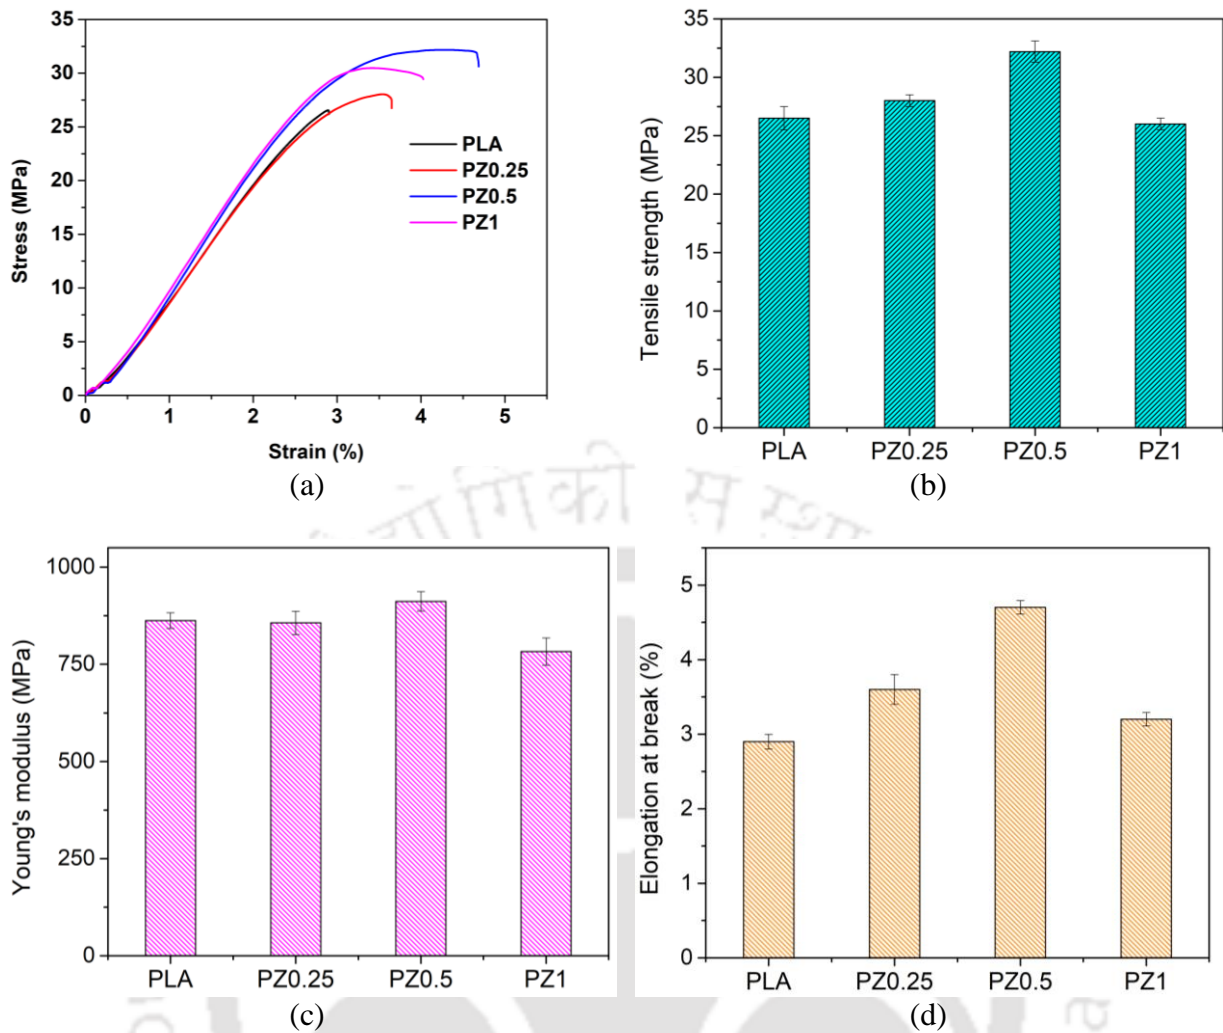 35
30
25
20
15
10
5
0
Stress (MPa)
PLA
PZ0.25
PZ0.5
PZ1
0 1 2 3 4 5
Strain (%)
(a)
35
30
25
20
15
10
5
0
Tensile strength (MPa)
PLA PZ0.25 PZ0.5 PZ1
(b)
1000
750
500
250
0
Young's modulus (MPa)
PLA PZ0.25 PZ0.5 PZ1
(c)
5
4
3
2
1
0
Elongation at break (%)
PLA PZ0.25 PZ0.5 PZ1
(d)